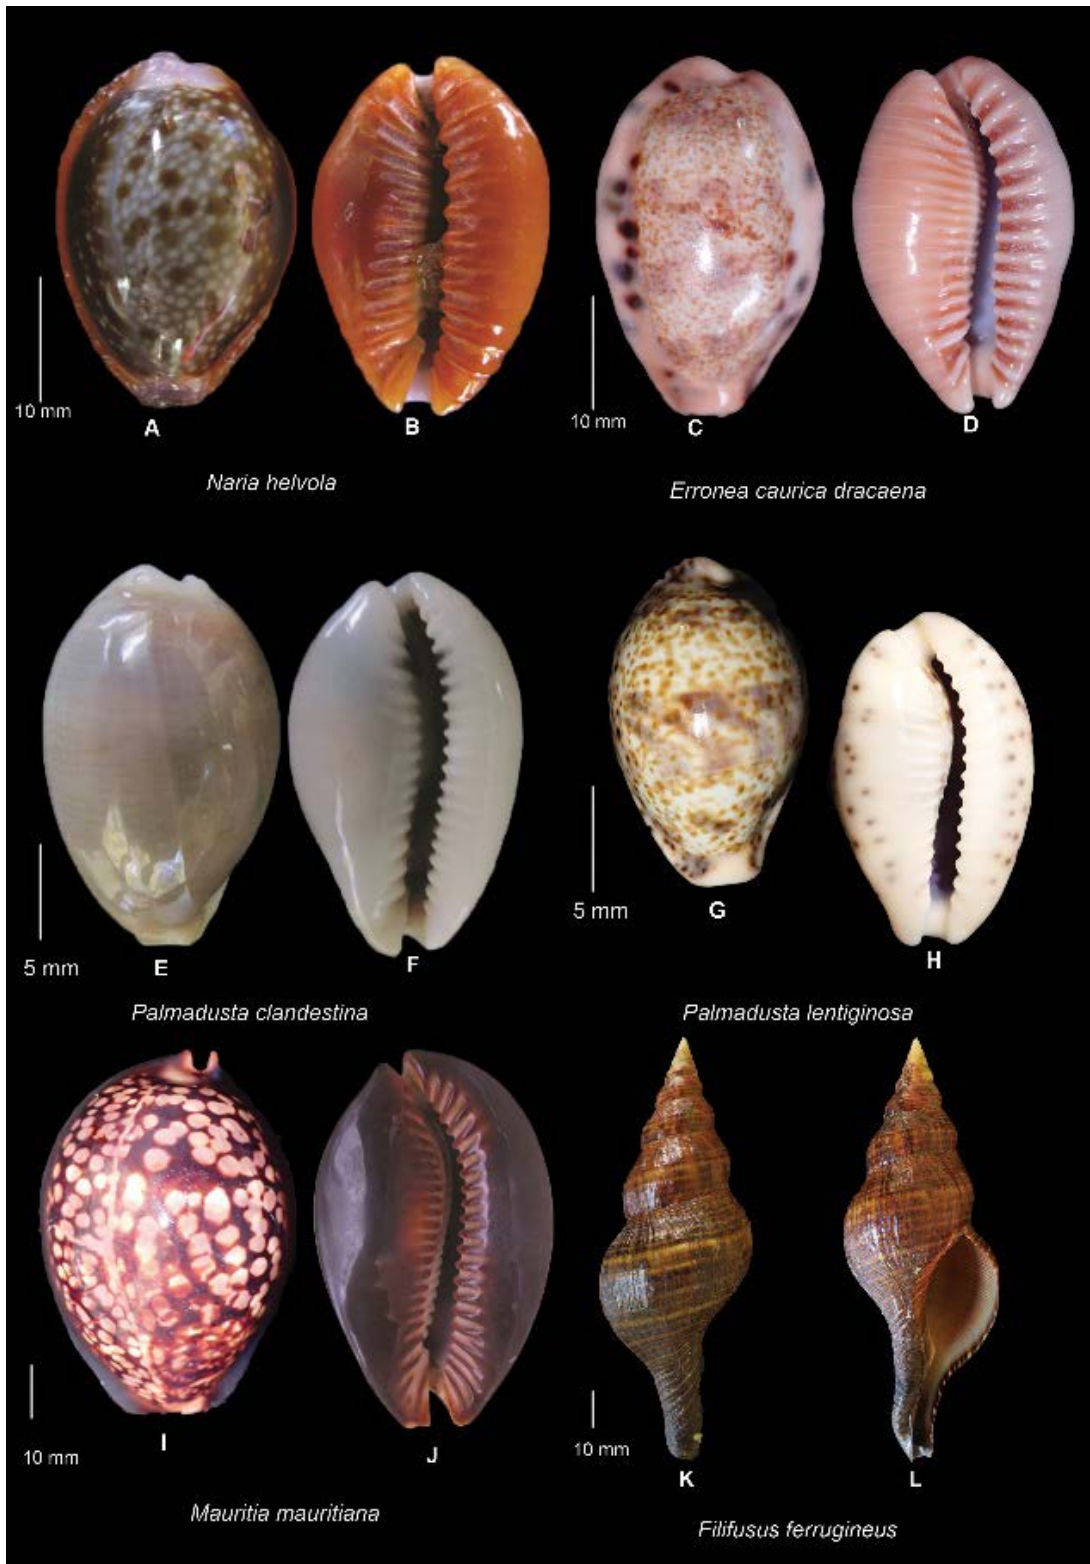 10 mm
A
B
10 mm
C
D
Naria helvola
Erronea caurica dracaena
5 mm
E
F
5 mm
G
H
Palmadusta clandestina
Palmadusta lentiginosa
10 mm
I
J
10 mm
K
L
Mauritia mauritiana
Filifusus ferrugineus